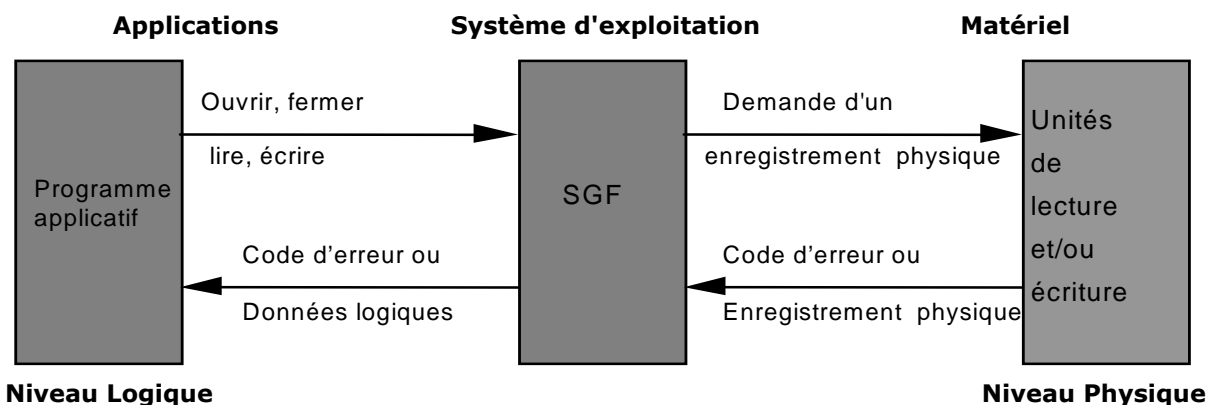 Applications
Système d'exploitation
Matériel
Programme
applicatif
Ouvrir, fermer
lire, écrire
Code d’erreur ou
Données logiques
SGF
Demande d'un
enregistrement physique
Code d’erreur ou
Enregistrement physique
Unités
de
lecture
et/ou
écriture
Niveau Logique
Niveau Physique